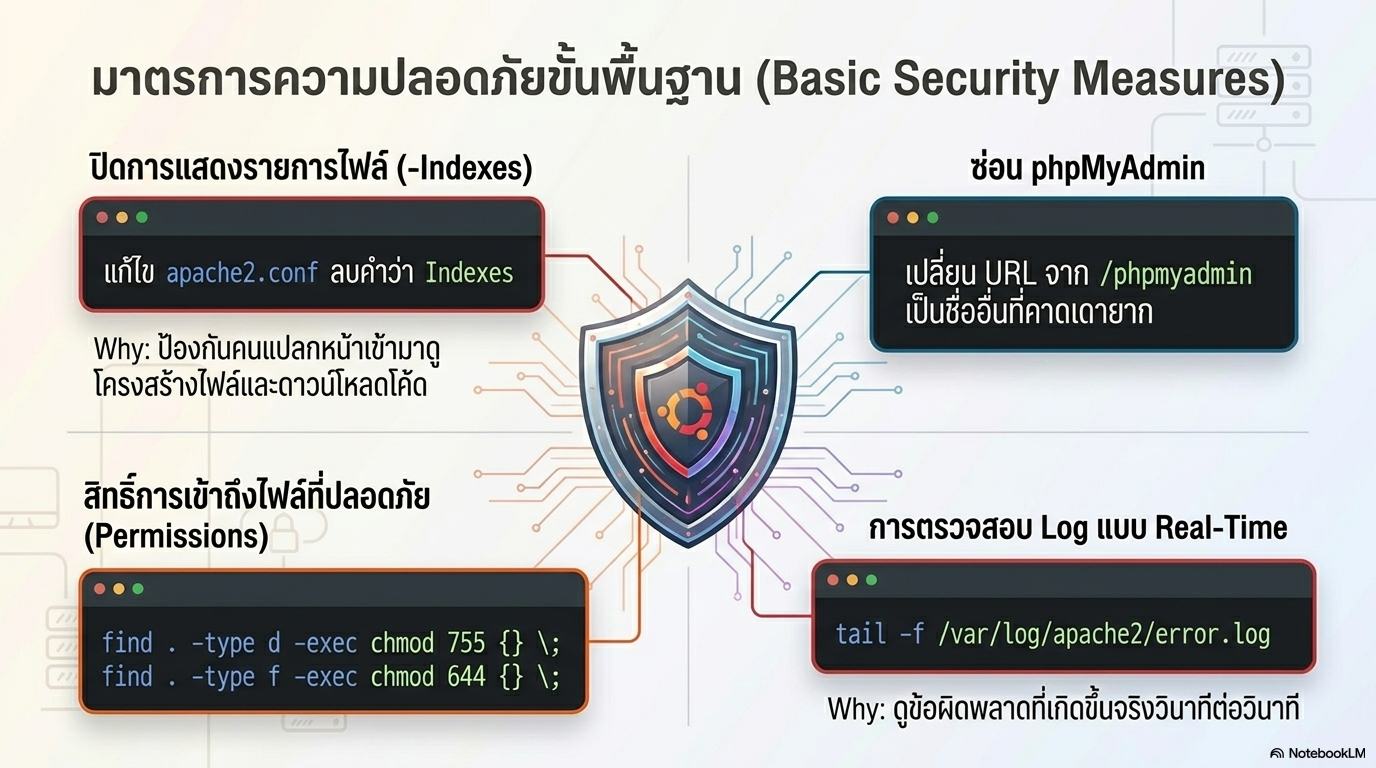 มาตรการความปลอดภัยขั้นพื้นฐาน (Basic Security Measures)
ปิดการแสดงรายการไฟล์ (-Indexes)
แก้ไข apache2.conf ลบคำว่า Indexes
Why: ป้องกันคนแปลกหน้าเข้ามาดู
โครงสร้างไฟล์และดาวน์โหลดโค้ด
ซ่อน phpMyAdmin
เปลี่ยน URL จาก /phpmyadmin
เป็นชื่ออื่นที่คาดเดายาก
สิทธิ์การเข้าถึงไฟล์ที่ปลอดภัย
(Permissions)
find . -type d -exec chmod 755 {} \;
find . -type f -exec chmod 644 {} \;
การตรวจสอบ Log แบบ Real-Time
tail -f /var/log/apache2/error.log
Why: ดูข้อผิดพลาดที่เกิดขึ้นจริงวินาทีต่อวินาที
NotebookLM